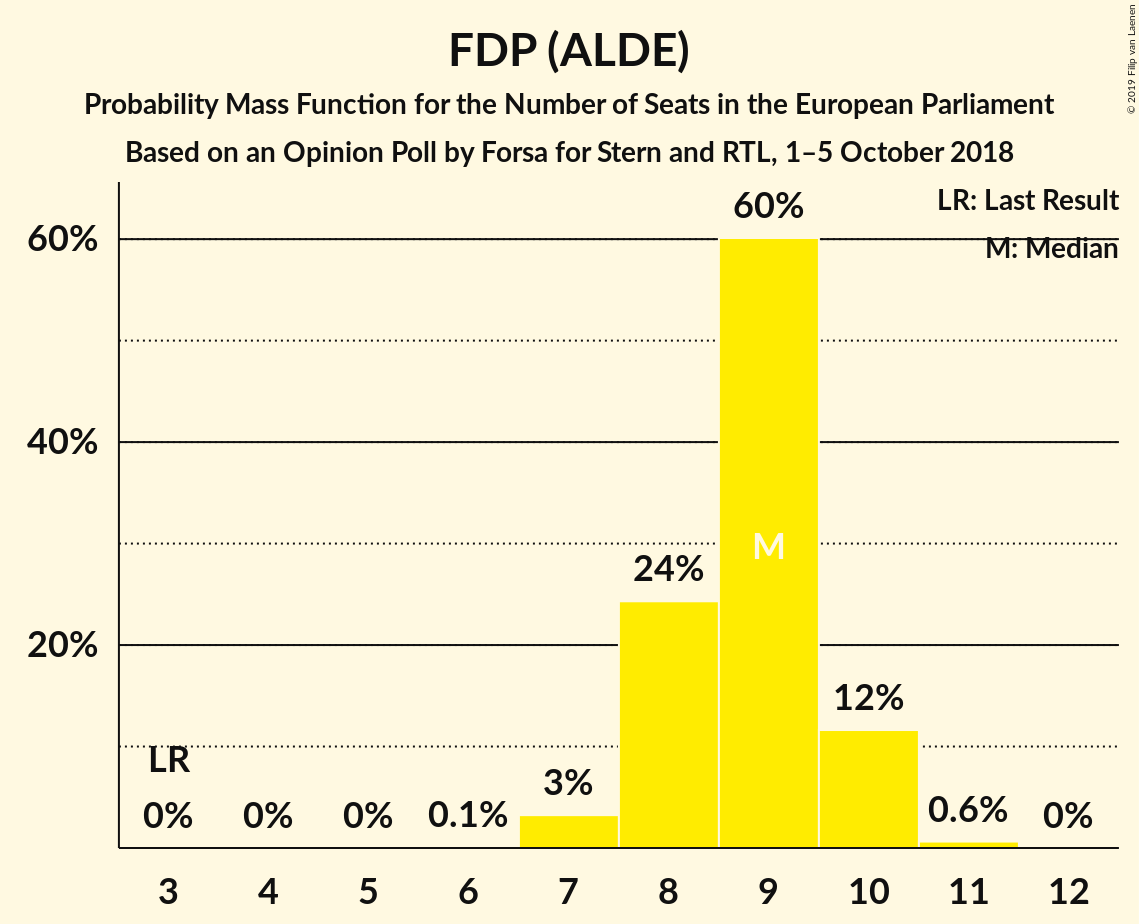 FDP (ALDE)
Probability Mass Function for the Number of Seats in the European Parliament
Based on an Opinion Poll by Forsa for Stern and RTL, 1–5 October 2018
© 2019 Filip van Laenen
LR: Last Result
M: Median
60%
40%
20%
60%
M
24%
12%
3%
LR
0%
0%
0%
0.1%
0.6%
0%
3 4 5 6 7 8 9 10 11 12